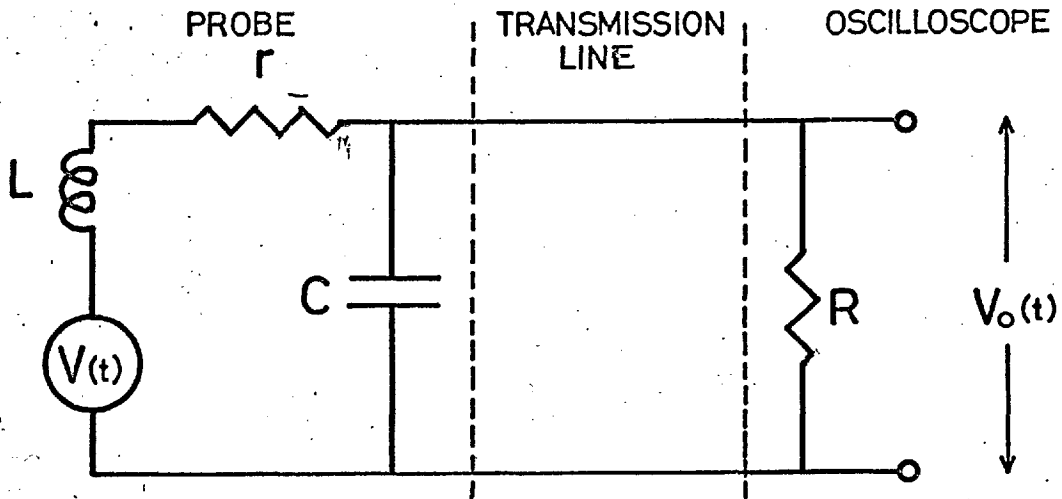 PROBE
TRANSMISSION
LINE
OSCILLOSCOPE
r
L
C
R
V(t)
Vo(t)